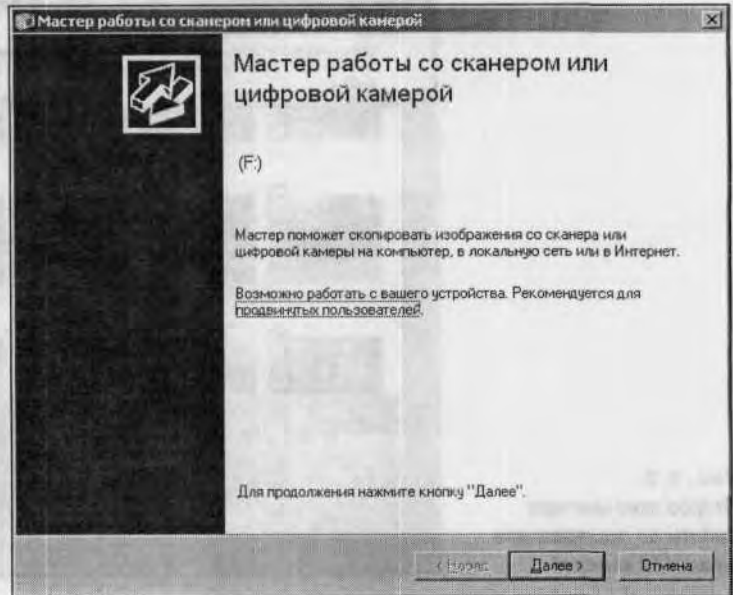 Мастер работы со сканером или цифровой камерой
Мастер работы со сканером или
цифровой камерой
(F:)
Мастер поможет скопировать изображения со сканера или
цифровой камеры на компьютер, в локальную сеть или в Интернет.
Возможно работать с вашего устройства. Рекомендуется для
продвинутых пользователей.
Для продолжения нажмите кнопку "Далее".
< Назад
Далее >
Отмена